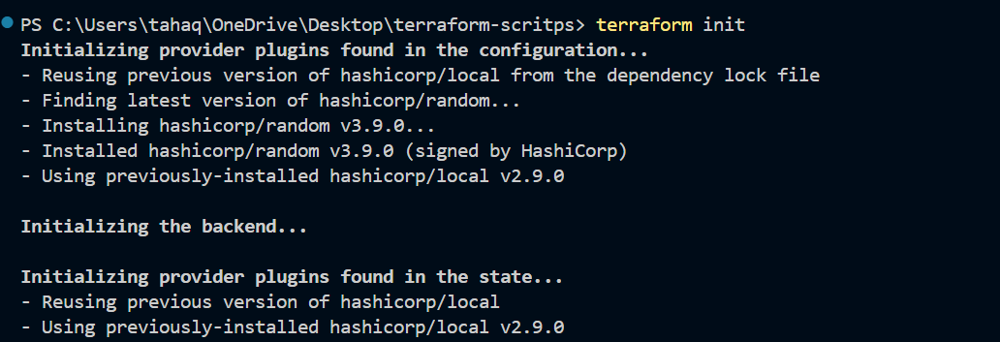 PS C:\Users\tahaq\OneDrive\Desktop\terraform-scritps> terraform init
Initializing provider plugins found in the configuration...
- Reusing previous version of hashicorp/local from the dependency lock file
- Finding latest version of hashicorp/random...
- Installing hashicorp/random v3.9.0...
- Installed hashicorp/random v3.9.0 (signed by HashiCorp)
- Using previously-installed hashicorp/local v2.9.0
Initializing the backend...
Initializing provider plugins found in the state...
- Reusing previous version of hashicorp/local
- Using previously-installed hashicorp/local v2.9.0